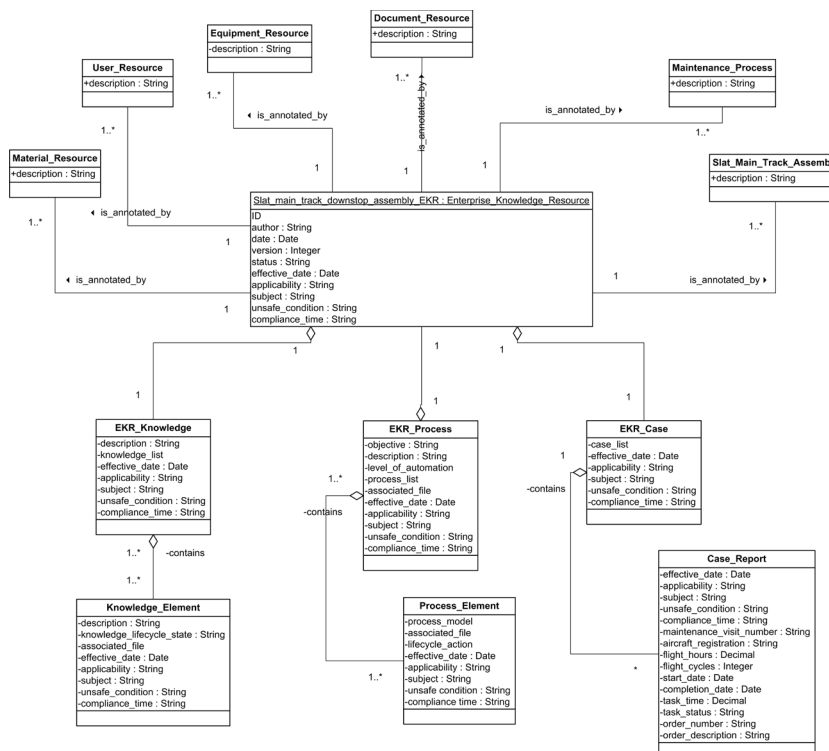 Document_Resource
+description : String
Equipment_Resource
-description : String
User_Resource
+description : String
Maintenance_Process
+description : String
Material_Resource
+description : String
Slat_Main_Track_Assemb
+description : String
1..*
is_annotated_by
1
1..*
is_annotated_by
1
1..*
is_annotated_by
1
1..*
is_annotated_by
1
1..*
is_annotated_by
1
1..*
is_annotated_by
1
Slat_main_track_downstop_assembly_EKR : Enterprise_Knowledge_Resource
ID
author : String
date : Date
version : Integer
status : String
effective_date : Date
applicability : String
subject : String
unsafe_condition : String
compliance_time : String
1
1
1
1
1
1
EKR_Knowledge
-description : String
-knowledge_list
-effective_date : Date
-applicability : String
-subject : String
-unsafe_condition : String
-compliance_time : String
1..*
-contains
1..*
Knowledge_Element
-description : String
-knowledge_lifecycle_state : String
-associated_file
-effective_date : Date
-applicability : String
-subject : String
-unsafe_condition : String
-compliance_time : String
EKR_Process
-objective : String
-description : String
-level_of_automation
-process_list
-associated_file
-effective_date : Date
-applicability : String
-subject : String
-unsafe_condition : String
-compliance_time : String
1..*
-contains
1..*
Process_Element
-process_model
-associated_file
-lifecycle_action
-effective_date : Date
-applicability : String
-subject : String
-unsafe condition : String
-compliance time : String
EKR_Case
-case_list
-effective_date : Date
-applicability : String
-subject : String
-unsafe_condition : String
-compliance_time : String
1
-contains
*
Case_Report
-effective_date : Date
-applicability : String
-subject : String
-unsafe_condition : String
-compliance_time : String
-maintenance_visit_number : String
-aircraft_registration : String
-flight_hours : Decimal
-flight_cycles : Integer
-start_date : Date
-completion_date : Date
-task_time : Decimal
-task_status : String
-order_number : String
-order_description : String